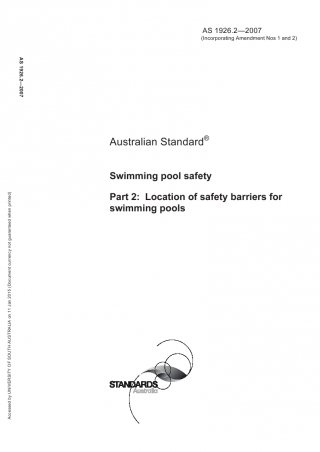 AS 1926.2—2007
(Incorporating Amendment Nos 1 and 2)
AS 1926.2—2007
Australian Standard®
Swimming pool safety
Part 2: Location of safety barriers for
swimming pools
Accessed by UNIVERSITY OF SOUTH AUSTRALIA on 11 Jan 2015 (Document currency not guaranteed when printed)
STANDARDS
Australia